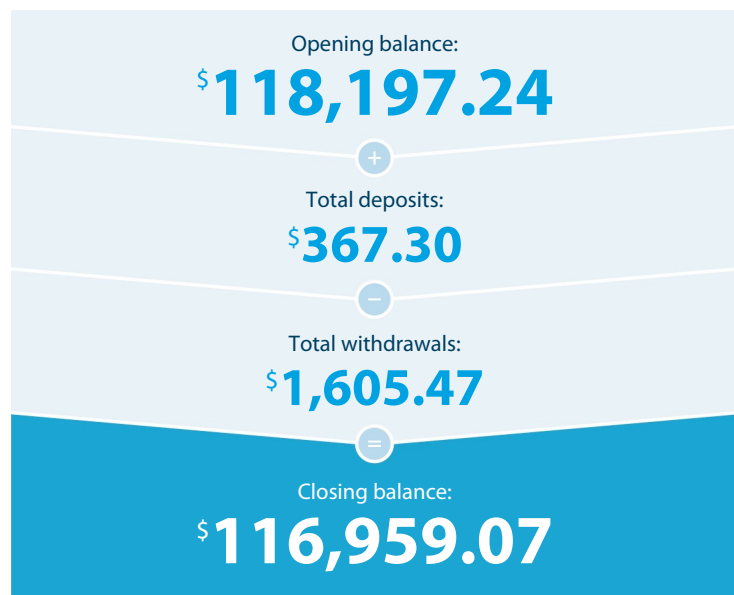 Opening balance:
$118,197.24
+
Total deposits:
$367.30
−
Total withdrawals:
$1,605.47
=
Closing balance:
$116,959.07